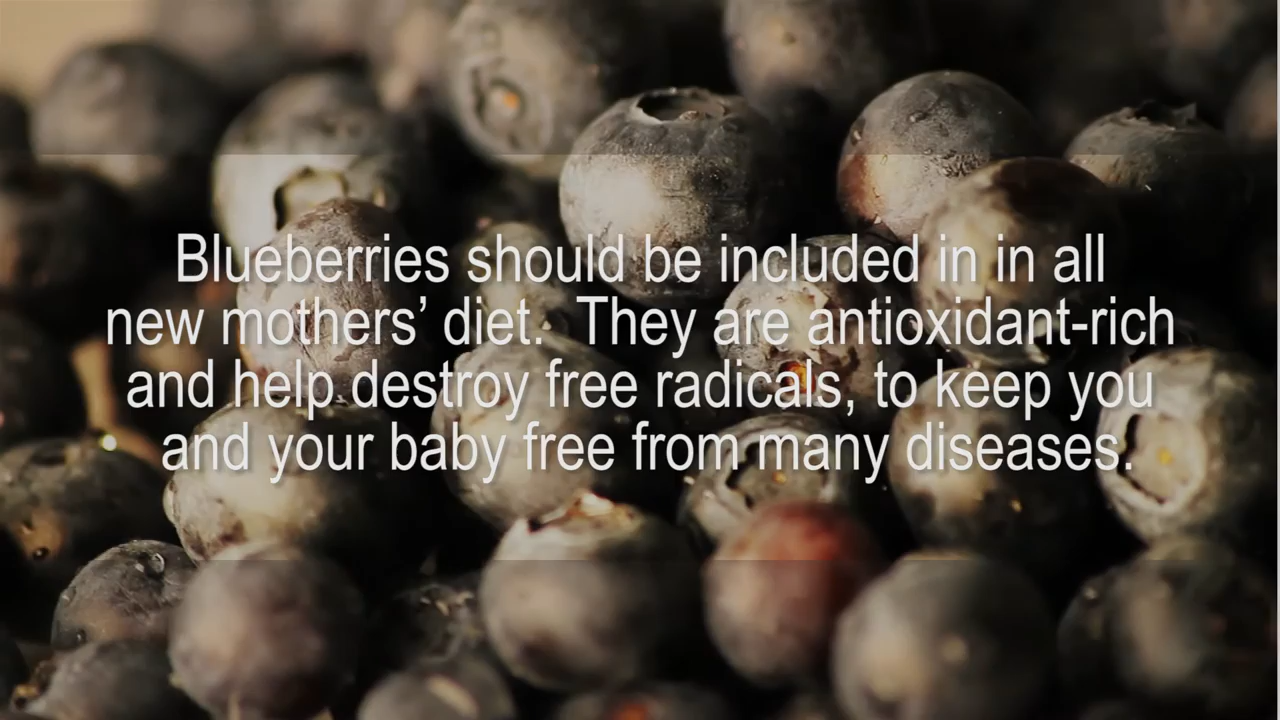 Blueberries should be included in in all
new mothers’ diet.  They are antioxidant-rich
and help destroy free radicals, to keep you
and your baby free from many diseases.